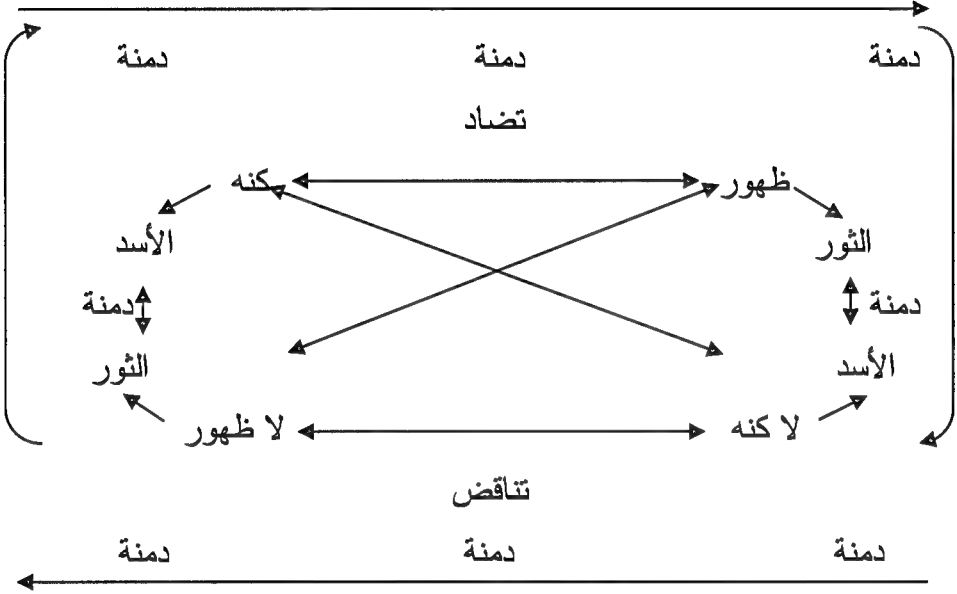 دمنة دمنة دمنة
تضاد
ظهور كنه
الثور الأسد
دمنة دمنة
الأسد الثور
لا كنه لا ظهور
تناقض
دمنة دمنة دمنة